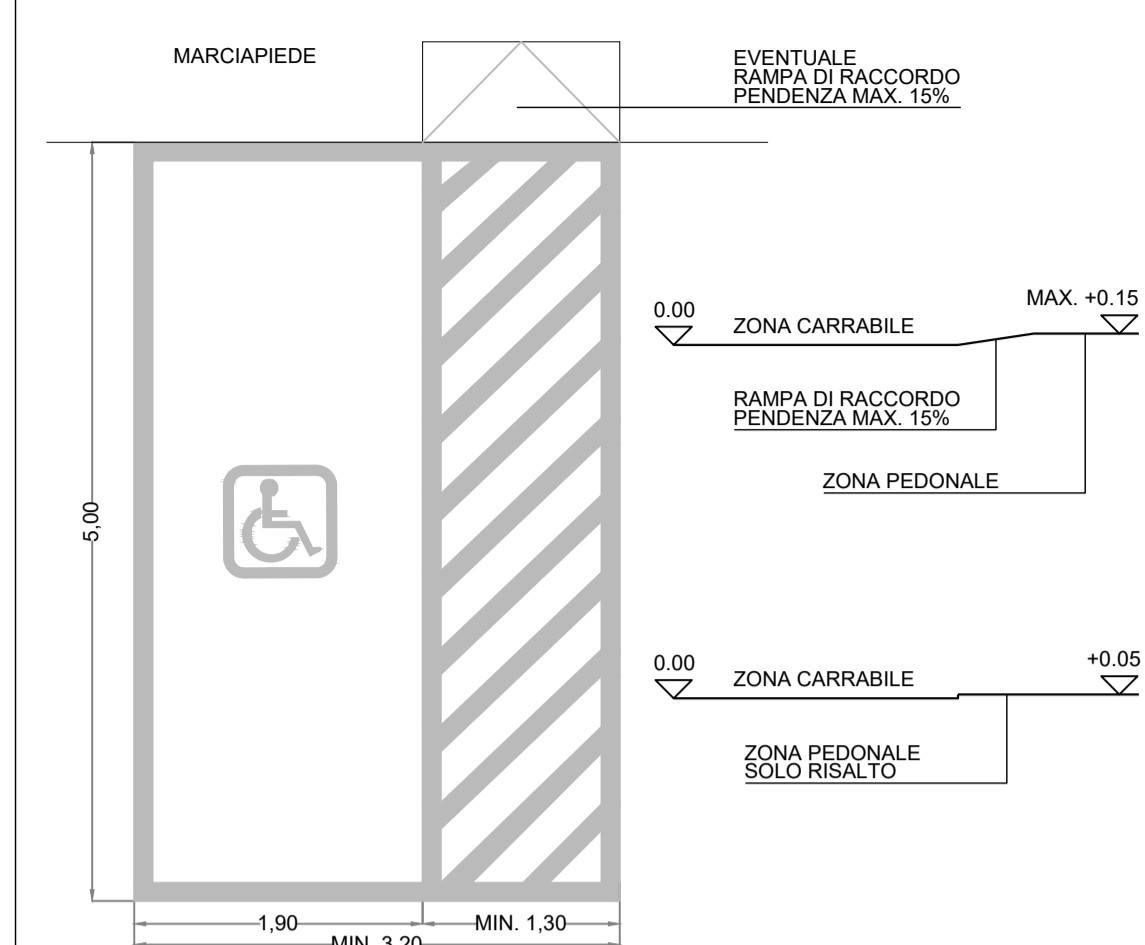 MARCIAPIEDE
EVENTUALE
RAMPA DI RACCORDO
PENDENZA MAX. 15%
MAX. +0.15
0.00
ZONA CARRABILE
RAMPA DI RACCORDO
PENDENZA MAX. 15%
ZONA PEDONALE
5,00
0.00
ZONA CARRABILE
+0.05
ZONA PEDONALE
SOLO RISALTO
1,90
MIN. 1,30
MIN. 3,20